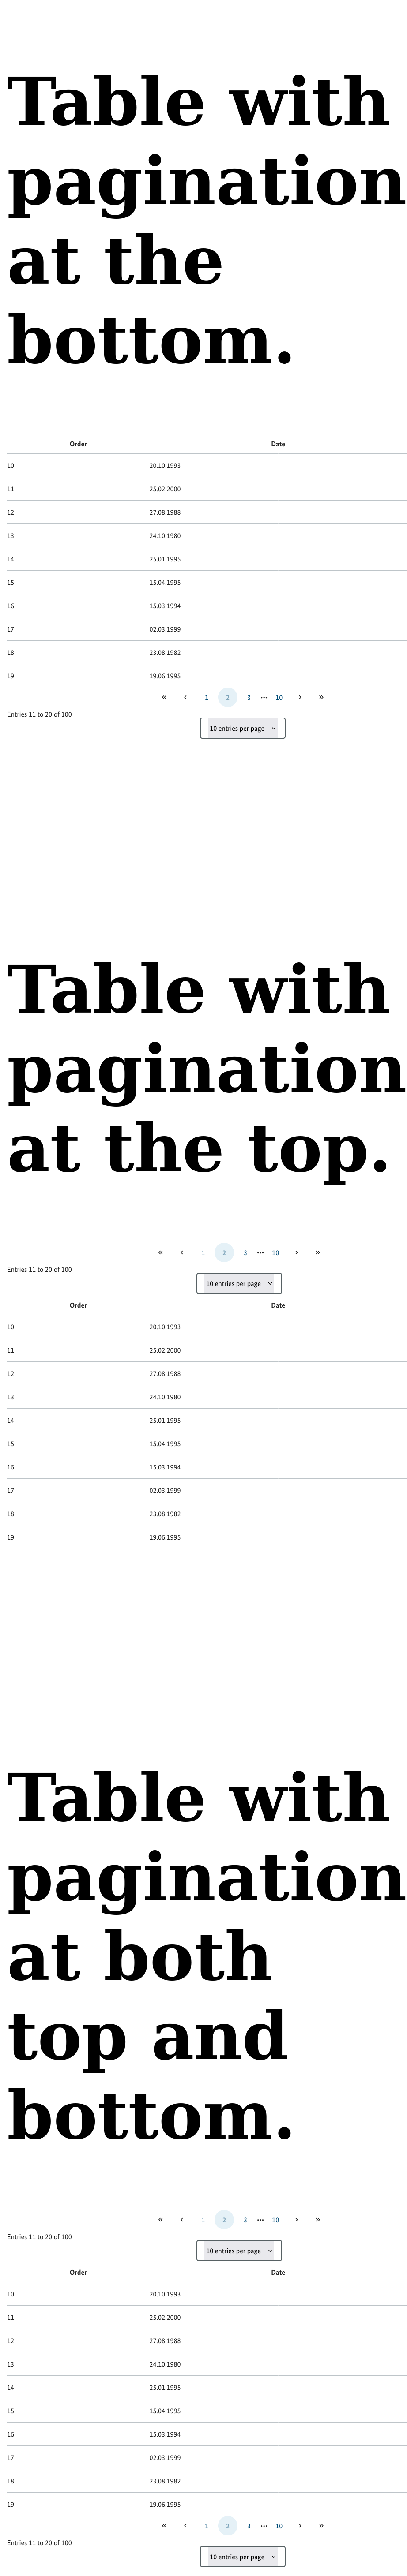 Table with
pagination
at the
bottom.
Order Date
10 20.10.1993
11 25.02.2000
12 27.08.1988
13 24.10.1980
14 25.01.1995
15 15.04.1995
16 15.03.1994
17 02.03.1999
18 23.08.1982
19 19.06.1995
« ‹ 1 2 3 ••• 10 › »
Entries 11 to 20 of 100
10 entries per page
Table with
pagination
at the top.
« ‹ 1 2 3 ••• 10 › »
Entries 11 to 20 of 100
10 entries per page
Order Date
10 20.10.1993
11 25.02.2000
12 27.08.1988
13 24.10.1980
14 25.01.1995
15 15.04.1995
16 15.03.1994
17 02.03.1999
18 23.08.1982
19 19.06.1995
Table with
pagination
at both
top and
bottom.
« ‹ 1 2 3 ••• 10 › »
Entries 11 to 20 of 100
10 entries per page
Order Date
10 20.10.1993
11 25.02.2000
12 27.08.1988
13 24.10.1980
14 25.01.1995
15 15.04.1995
16 15.03.1994
17 02.03.1999
18 23.08.1982
19 19.06.1995
« ‹ 1 2 3 ••• 10 › »
Entries 11 to 20 of 100
10 entries per page